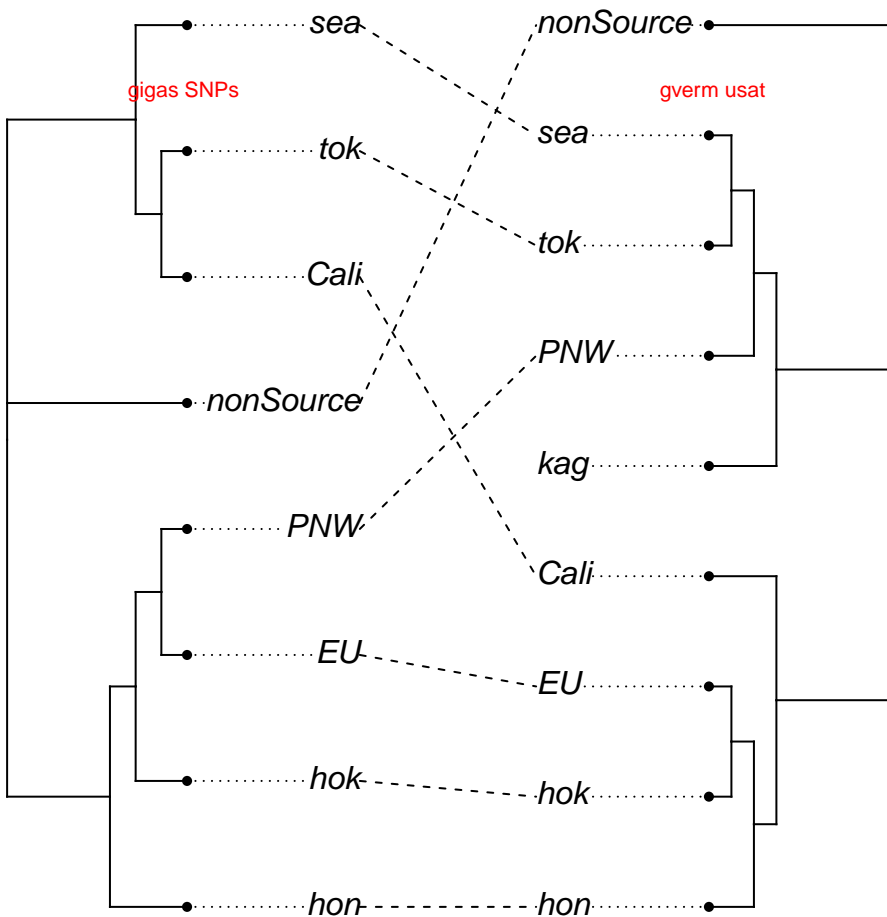 sea
nonSource
gigas SNPs
gverm usat
sea
tok
tok
Cali
PNW
nonSource
kag
PNW
Cali
EU
EU
hok
hok
hon
hon